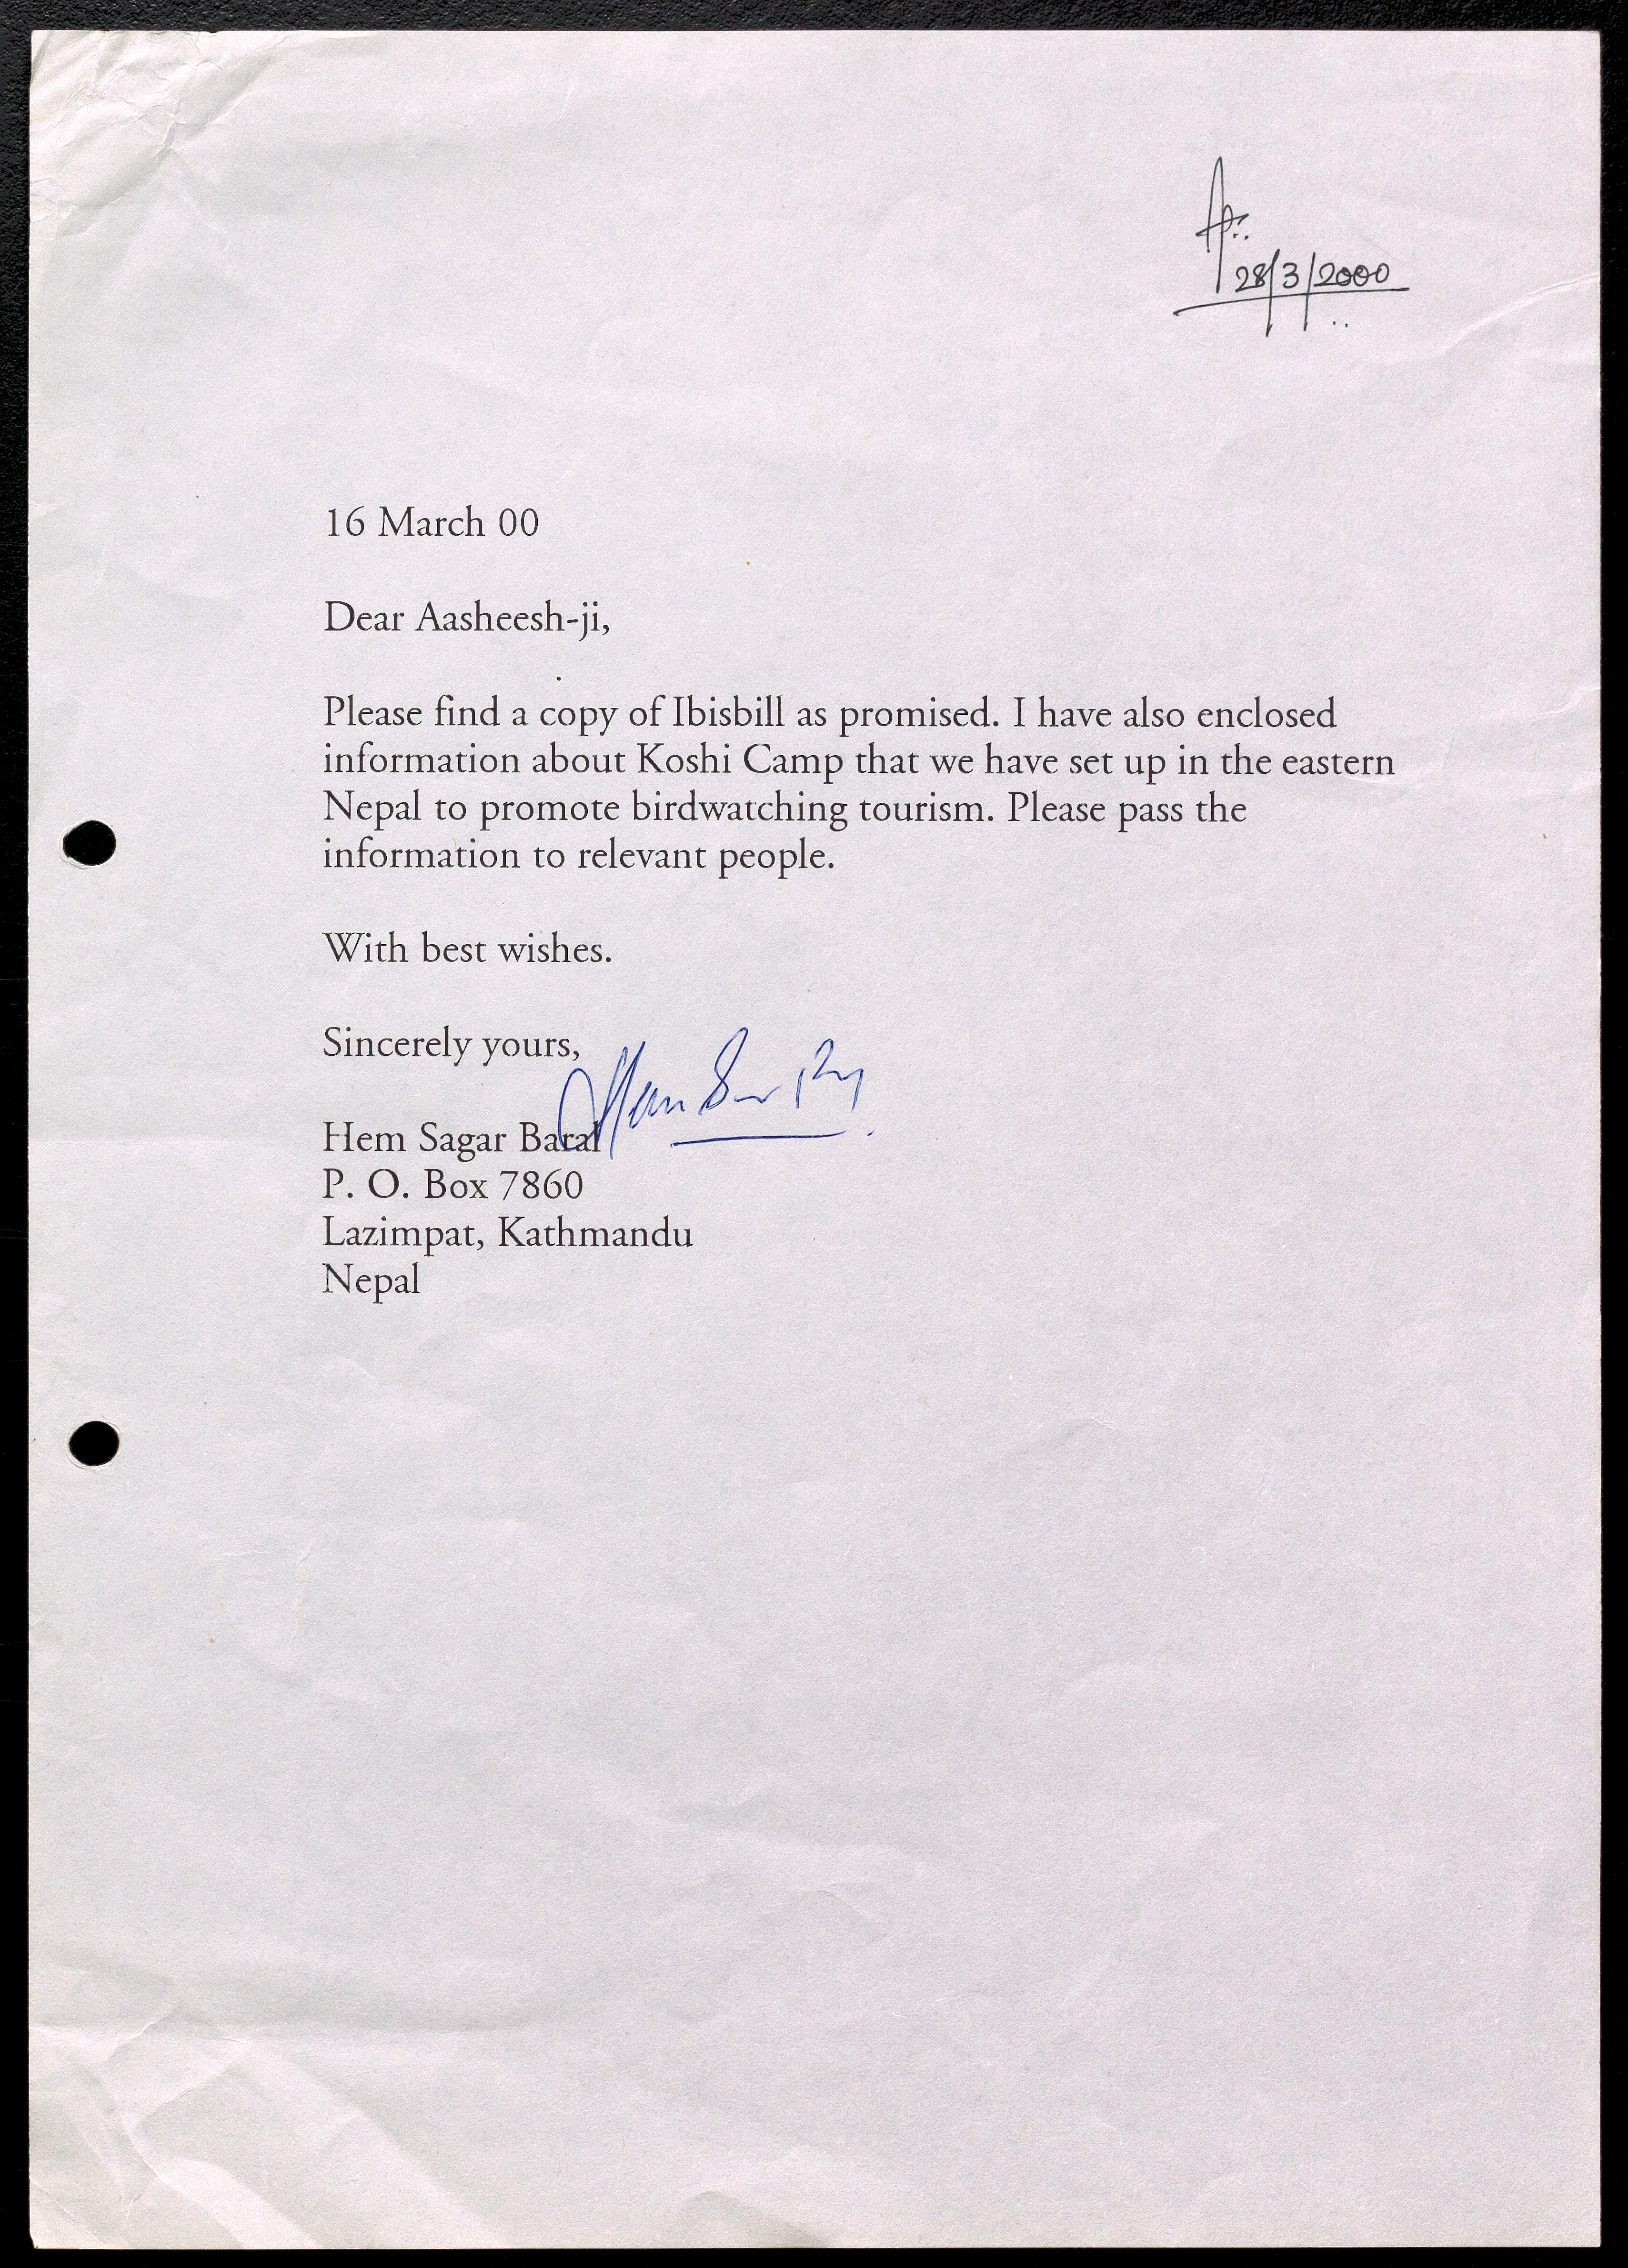 28/3/2000
16 March 00
Dear Aasheesh-ji,
Please find a copy of Ibisbill as promised. I have also enclosed
information about Koshi Camp that we have set up in the eastern
Nepal to promote birdwatching tourism. Please pass the
information to relevant people.
With best wishes.
Sincerely yours,
Hem Sagar Baral
P. O. Box 7860
Lazimpat, Kathmandu
Nepal